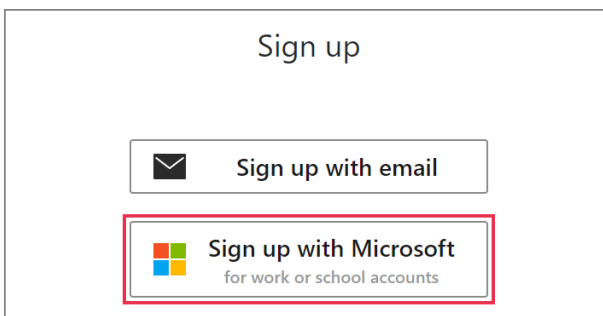 Sign up
Sign up with email
Sign up with Microsoft
for work or school accounts